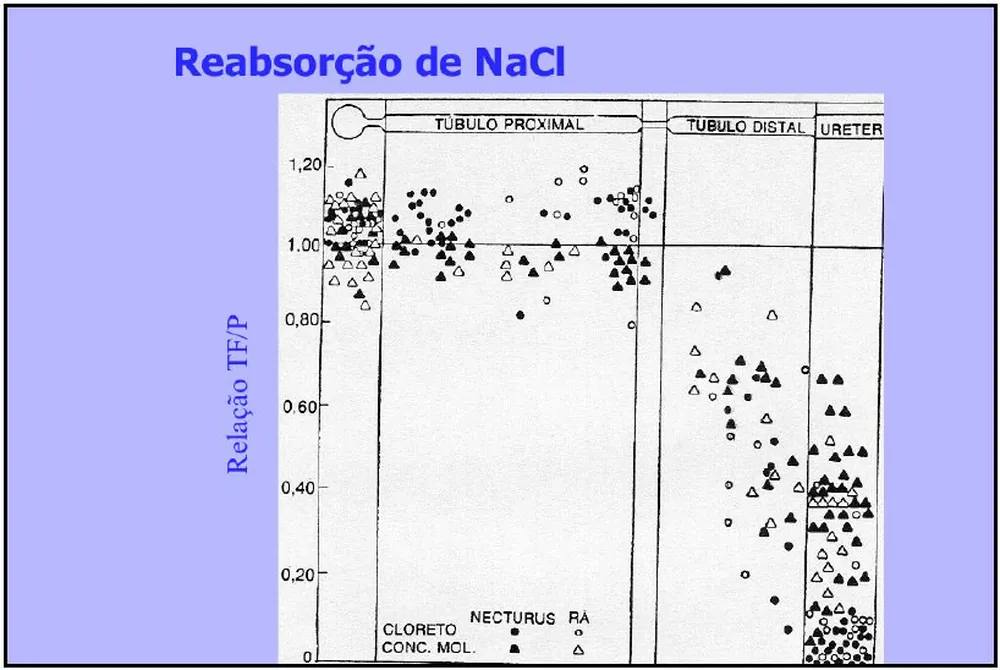 Reabsorção de NaCl
TÚBULO PROXIMAL
TUBULO DISTAL
URETER
1,20
1.00
0,80
0.60
0,40
0,20
0
Relação TF/P
NECTURUS RÃ
CLORETO
CONC. MOL.